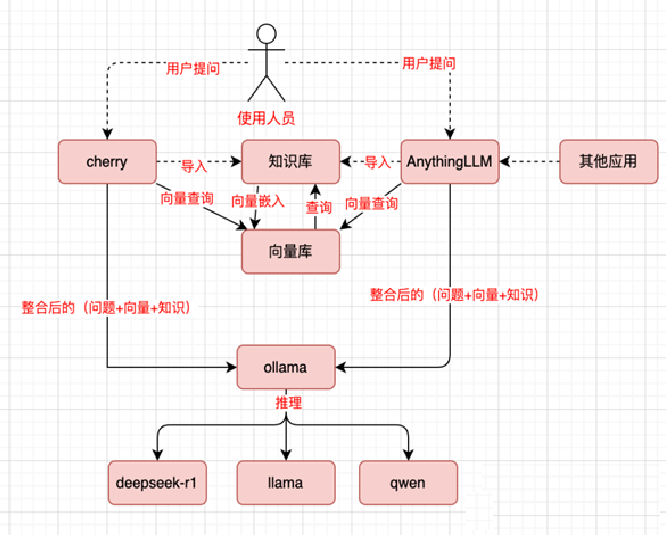 用户提问
用户提问
使用人员
cherry
导入
知识库
导入
AnythingLLM
其他应用
向量查询
向量嵌入
查询
向量查询
向量库
整合后的（问题+向量+知识）
整合后的（问题+向量+知识）
ollama
推理
deepseek-r1
llama
qwen